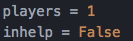 players = 1
inhelp = False